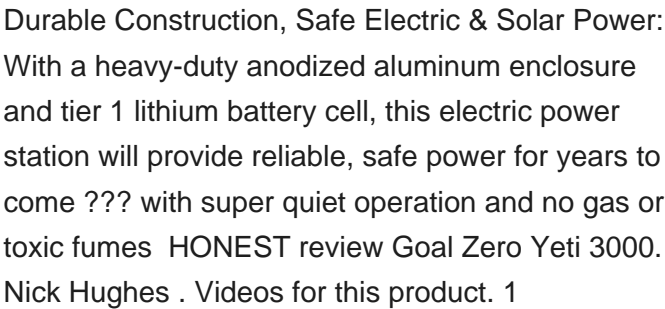 Durable Construction, Safe Electric & Solar Power:
With a heavy-duty anodized aluminum enclosure
and tier 1 lithium battery cell, this electric power
station will provide reliable, safe power for years to
come ??? with super quiet operation and no gas or
toxic fumes  HONEST review Goal Zero Yeti 3000.
Nick Hughes . Videos for this product. 1